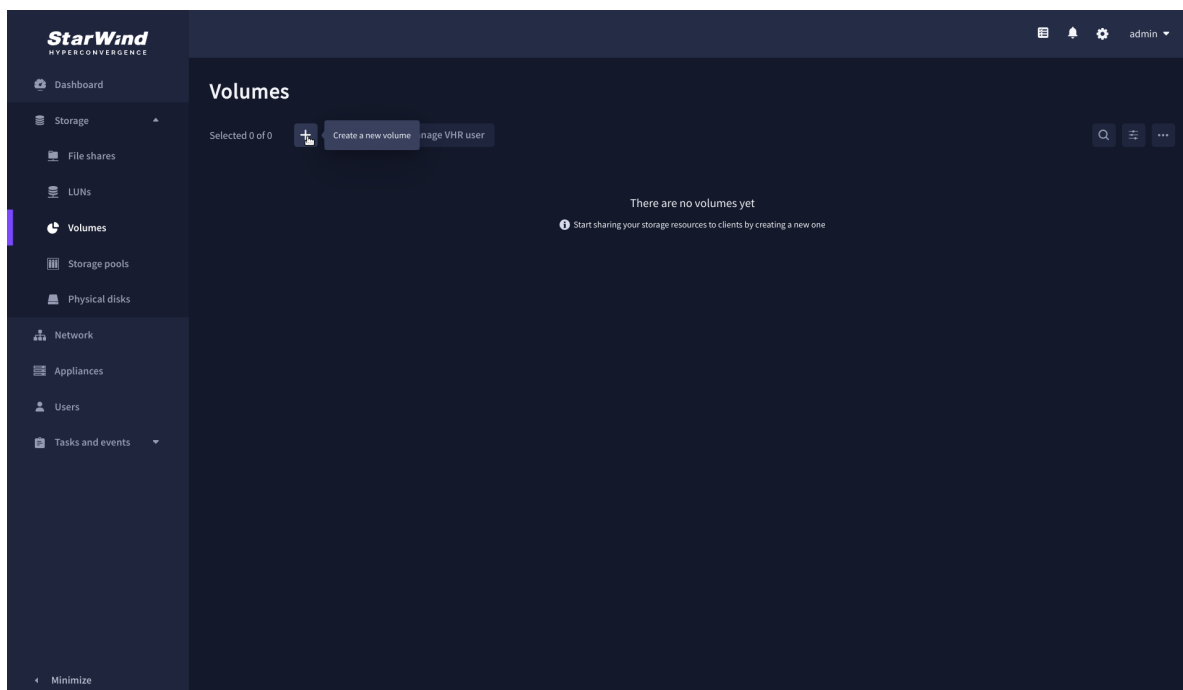 StarWind
HYPERCONVERGENCE
admin
Dashboard
Storage
File shares
LUNs
Volumes
Storage pools
Physical disks
Network
Appliances
Users
Tasks and events
Minimize
Volumes
Selected 0 of 0
Create a new volume
nage VHR user
There are no volumes yet
Start sharing your storage resources to clients by creating a new one